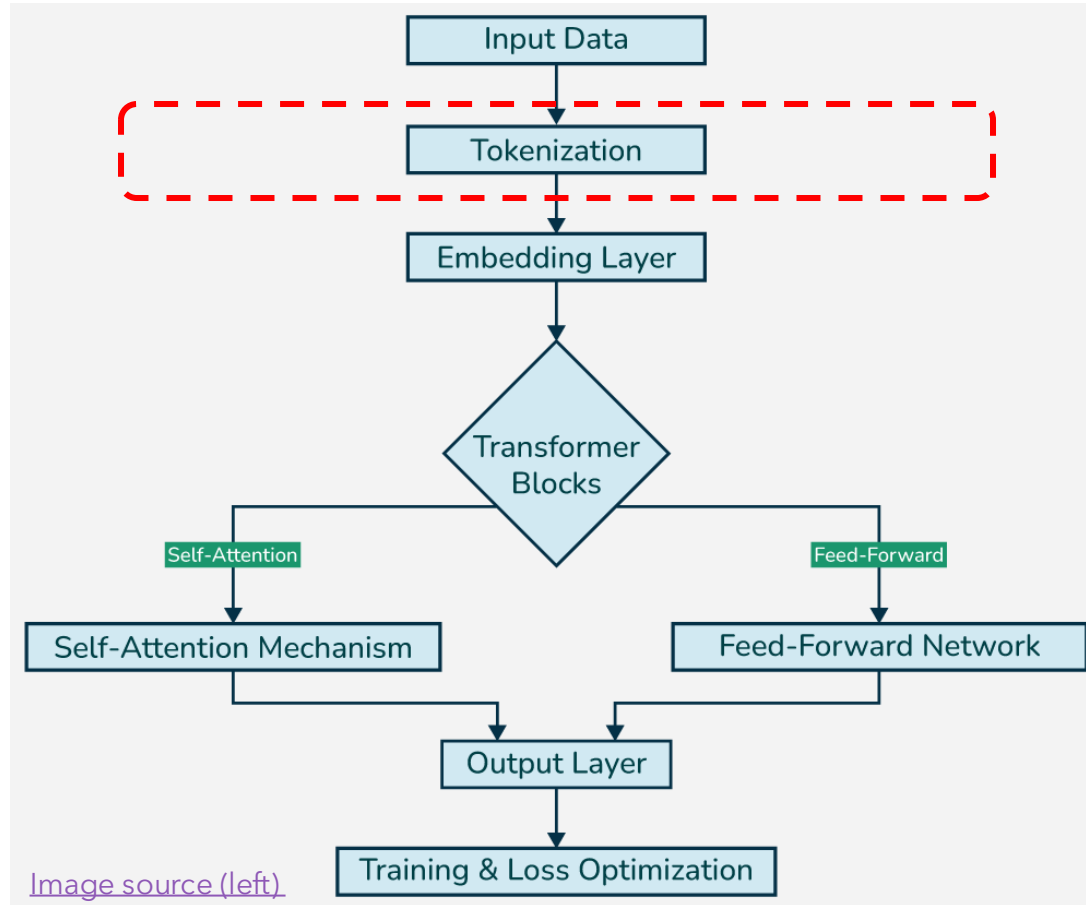 Input Data
Tokenization
Embedding Layer
Transformer
Blocks
Self-Attention
Feed-Forward
Self-Attention Mechanism
Feed-Forward Network
Output Layer
Training & Loss Optimization
Image source (left)